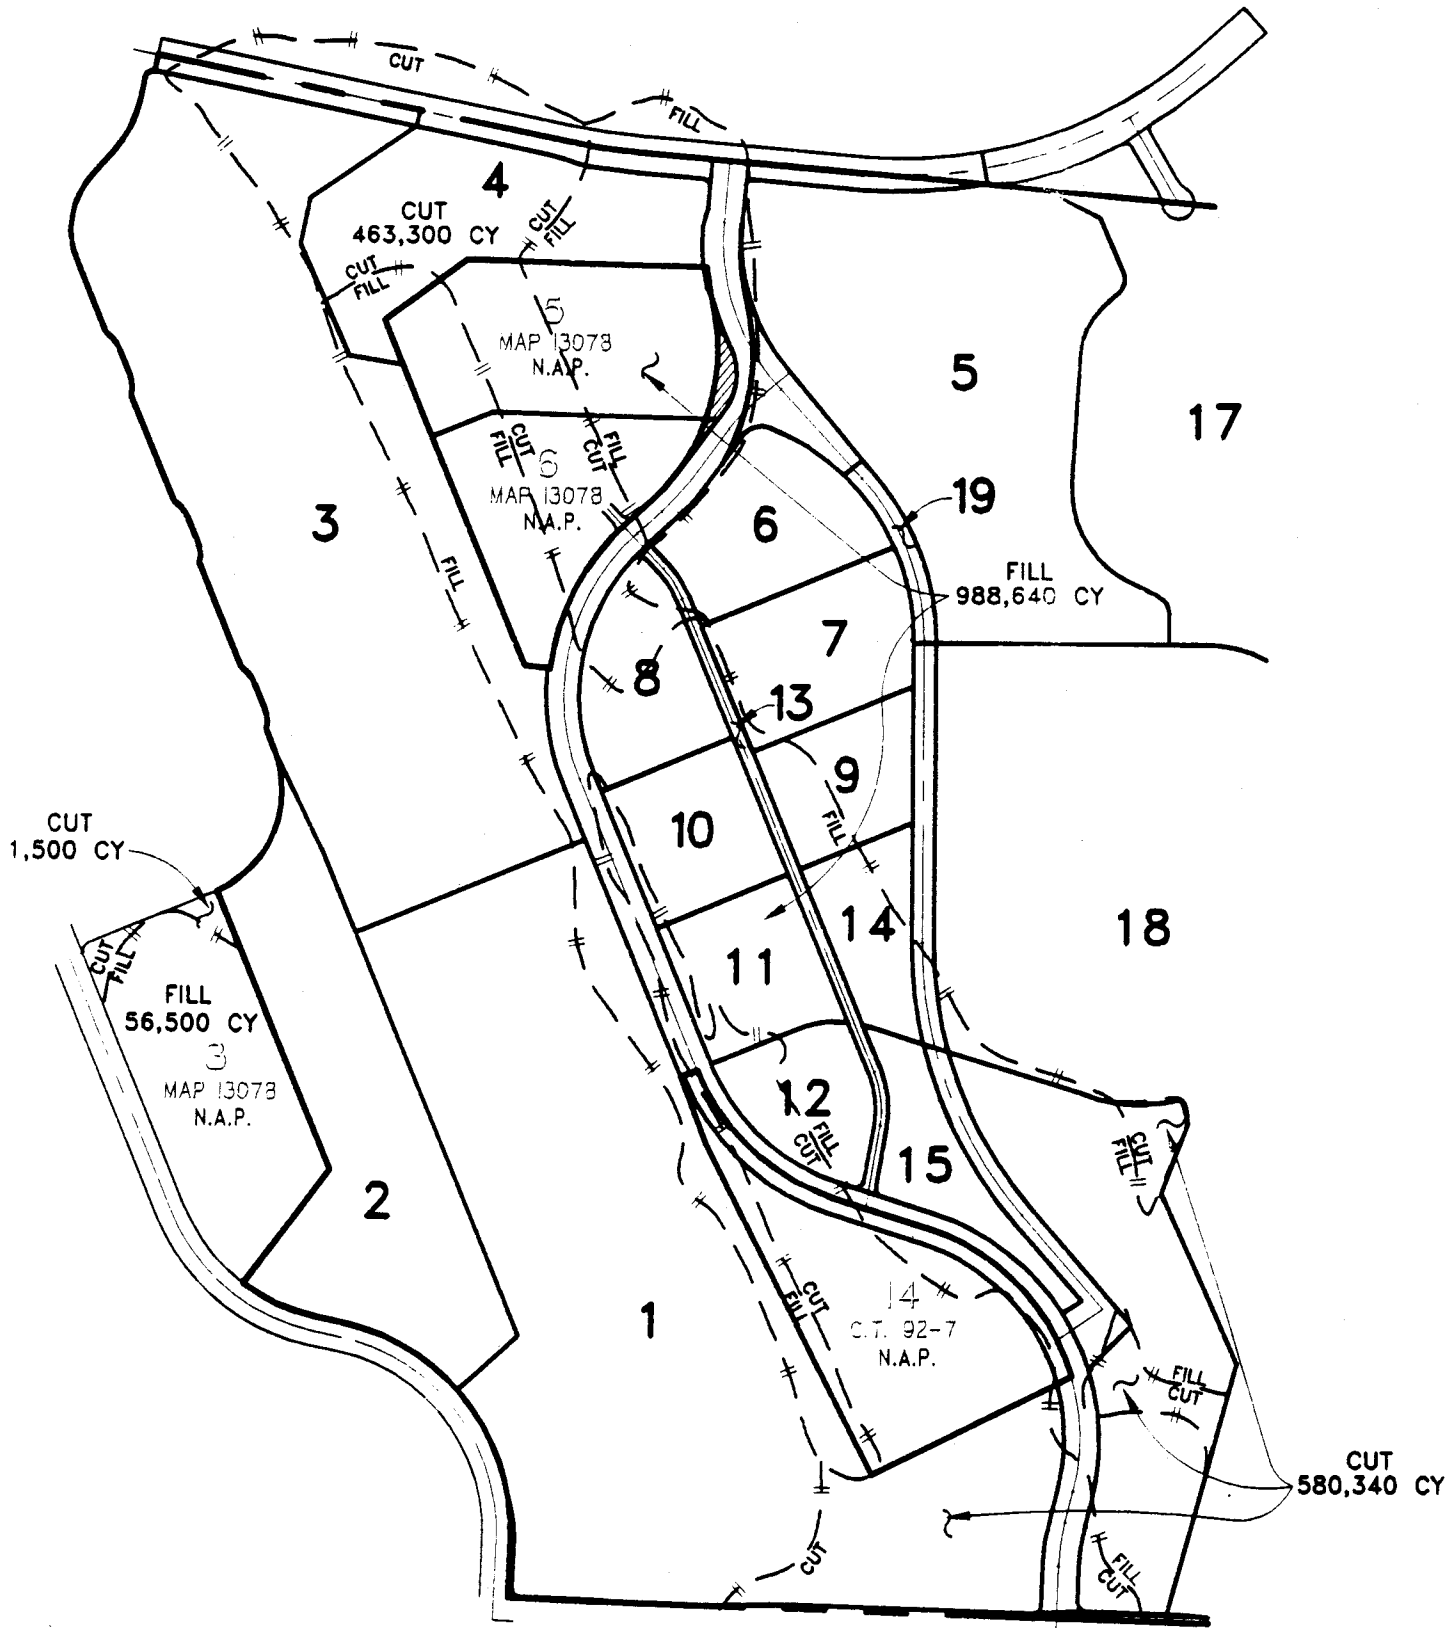 CUT
FILL
4
CUT
463,300 CY
CUT
FILL
CUT
FILL
5
MAP 13078
N.A.P.
5
17
CUT
FILL
FILL
CUT
6
MAP 13078
N.A.P.
3
6
19
FILL
FILL
988,640 CY
7
8
13
9
CUT
1,500 CY
10
FILL
14
18
11
CUT
FILL
FILL
56,500 CY
3
MAP 13078
N.A.P.
12
FILL
CUT
15
CUT
FILL
2
1
CUT
FILL
14
C.T. 92-7
N.A.P.
FILL
CUT
CUT
580,340 CY
CUT
FILL
CUT